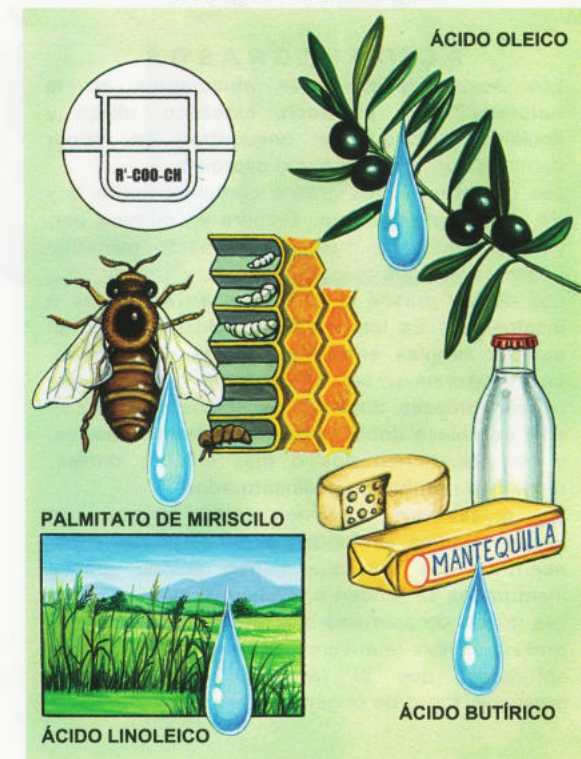 ÁCIDO OLEICO
R'-COO-CH
PALMITATO DE MIRISCILO
MANTEQUILLA
ÁCIDO LINOLEICO
ÁCIDO BUTÍRICO